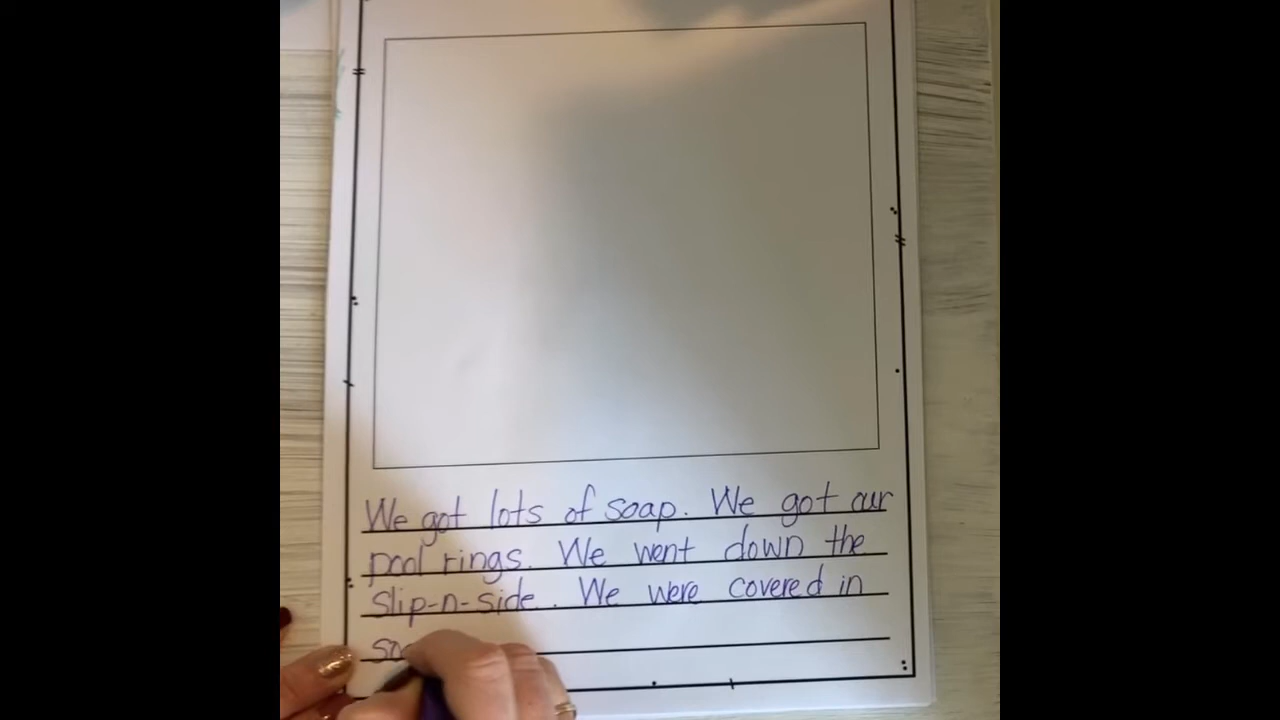 We got lots of soap. We got our
pool rings. We went down the
slip-n-side. We were covered in